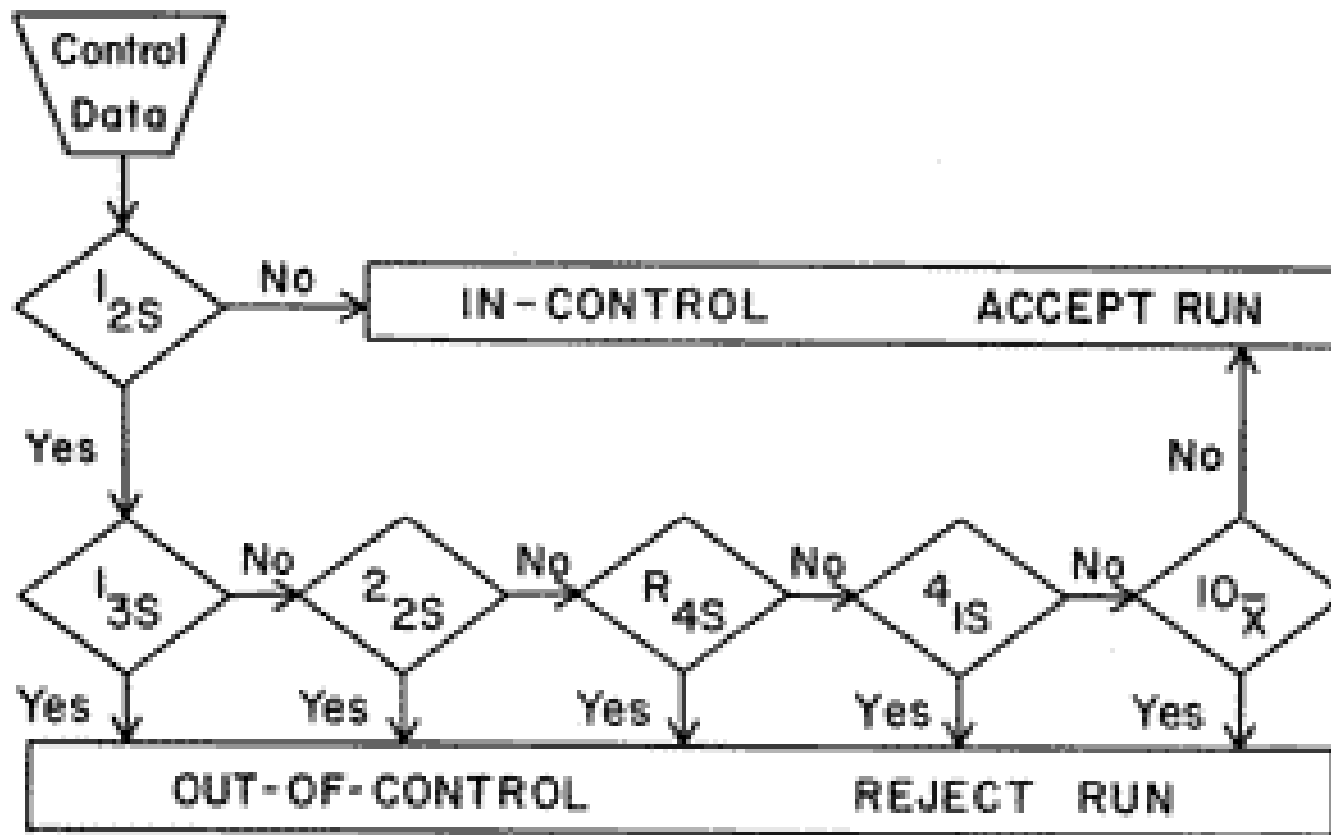 Control
Data
1 2S
No
IN-CONTROL ACCEPT RUN
Yes
No
1 3S
No
2 2S
No
R 4S
No
4 1S
No
10 x̄
Yes
Yes
Yes
Yes
Yes
OUT-OF-CONTROL REJECT RUN